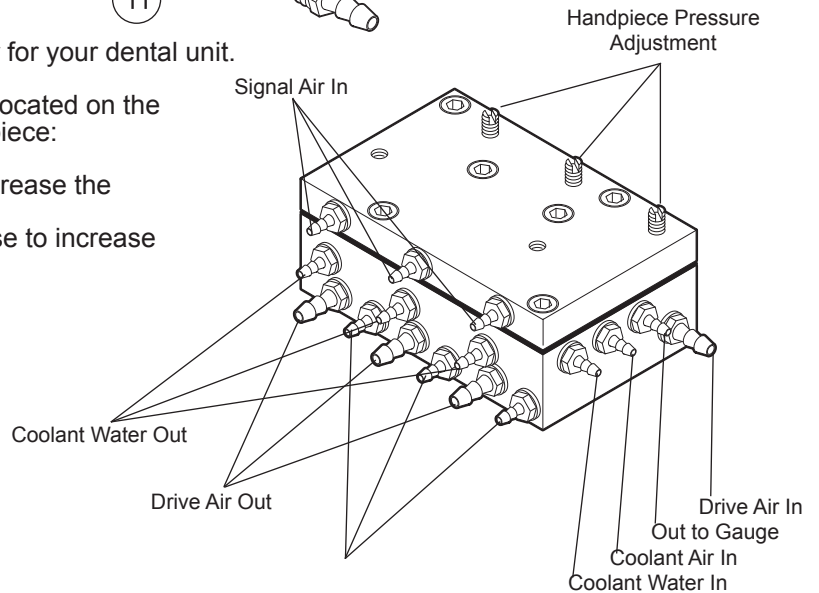 11
for your dental unit.
ocated on the
iece:
rease the
se to increase
Handpiece Pressure
Adjustment
Signal Air In
Coolant Water Out
Drive Air Out
Drive Air In
Out to Gauge
Coolant Air In
Coolant Water In